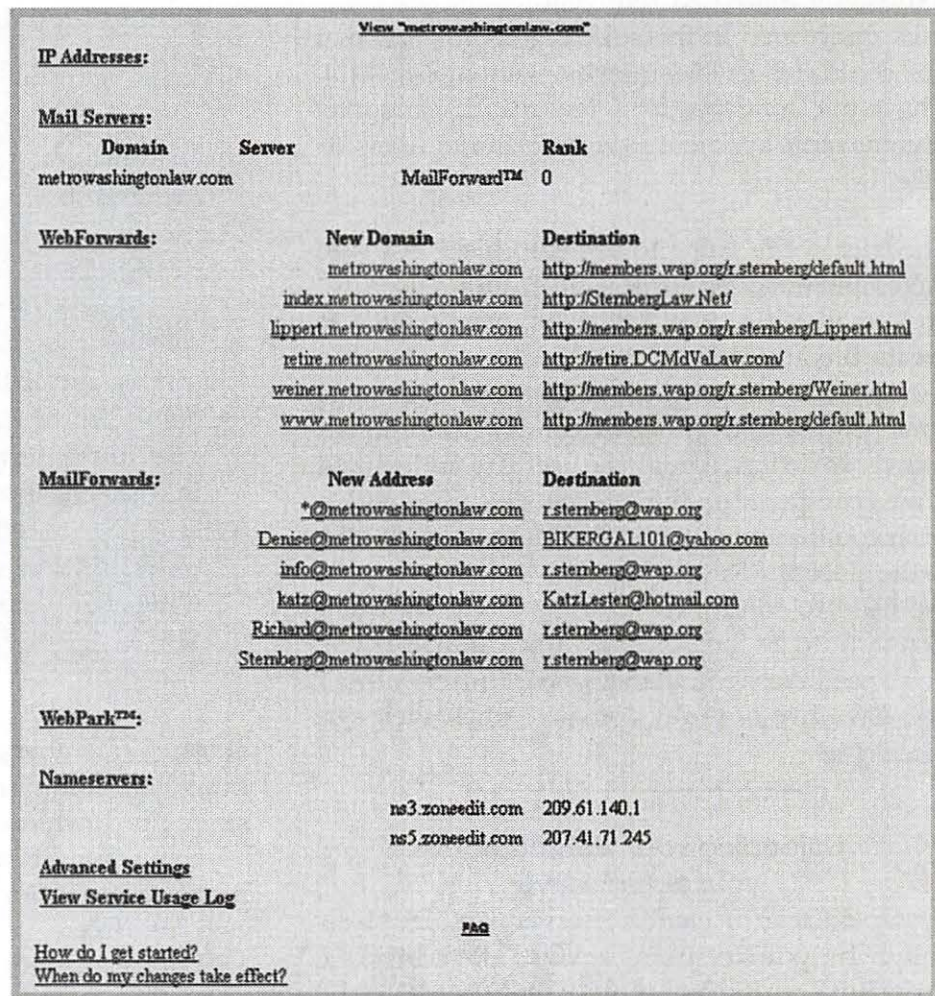 View "metrowashingtonlaw.com"
IP Addresses:
Mail Servers:
Domain Server Rank
metrowashingtonlaw.com MailForward™ 0
WebForwards: New Domain Destination
metrowashingtonlaw.com http://members.wap.org/r.sternberg/default.html
index.metrowashingtonlaw.com http://SternbergLaw.Net/
lippert.metrowashingtonlaw.com http://members.wap.org/r.sternberg/Lippert.html
retire.metrowashingtonlaw.com http://retire.DCMdVaLaw.com/
weiner.metrowashingtonlaw.com http://members.wap.org/r.sternberg/Weiner.html
www.metrowashingtonlaw.com http://members.wap.org/r.sternberg/default.html
MailForwards: New Address Destination
*@metrowashingtonlaw.com r.sternberg@wap.org
Denise@metrowashingtonlaw.com BIKERGAL101@yahoo.com
info@metrowashingtonlaw.com r.sternberg@wap.org
katz@metrowashingtonlaw.com KatzLester@hotmail.com
Richard@metrowashingtonlaw.com r.sternberg@wap.org
Sternberg@metrowashingtonlaw.com r.sternberg@wap.org
WebPark™:
Nameservers:
ns3.zoneedit.com 209.61.140.1
ns5.zoneedit.com 207.41.71.245
Advanced Settings
View Service Usage Log
FAQ
How do I get started?
When do my changes take effect?